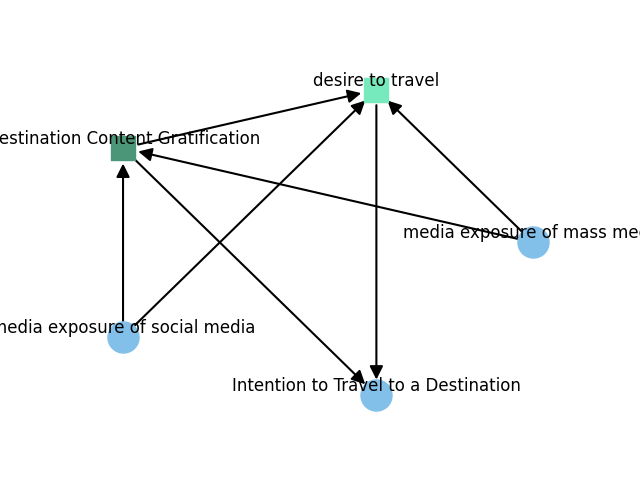 desire to travel
estination Content Gratification
media exposure of mass me
media exposure of social media
Intention to Travel to a Destination